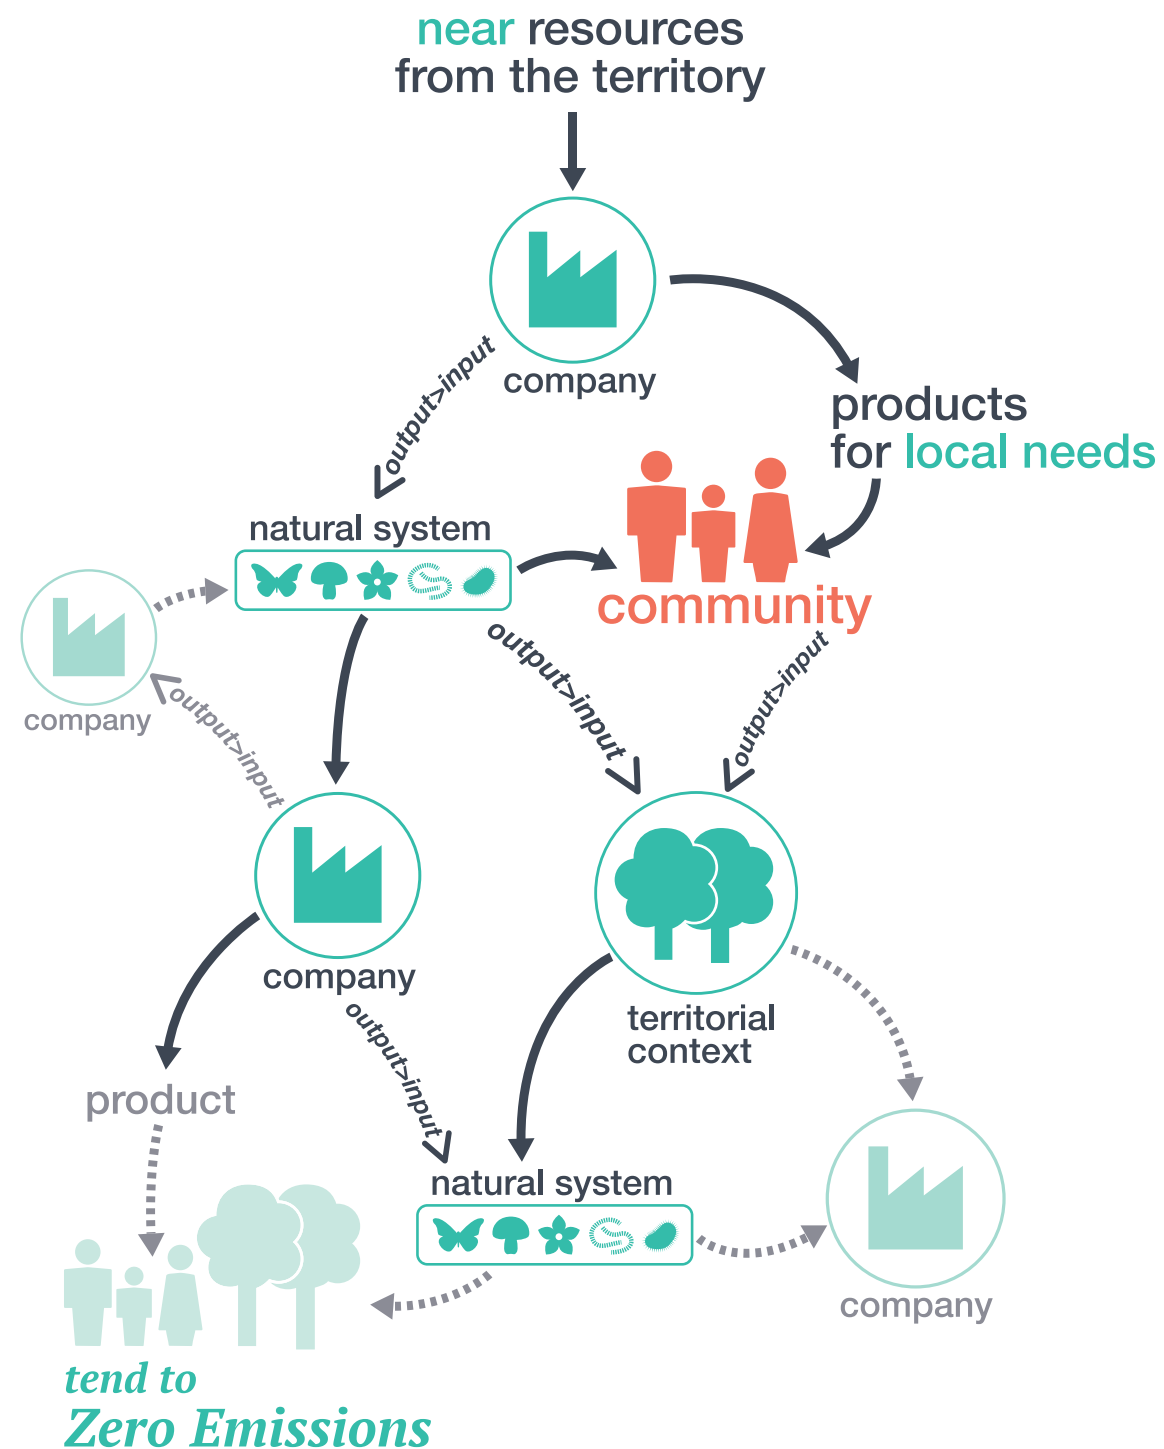 near resources
from the territory
company
output>input
products
for local needs
natural system
community
output>input
output>input
company
output>input
company
territorial
context
output>input
product
natural system
company
tend to
Zero Emissions